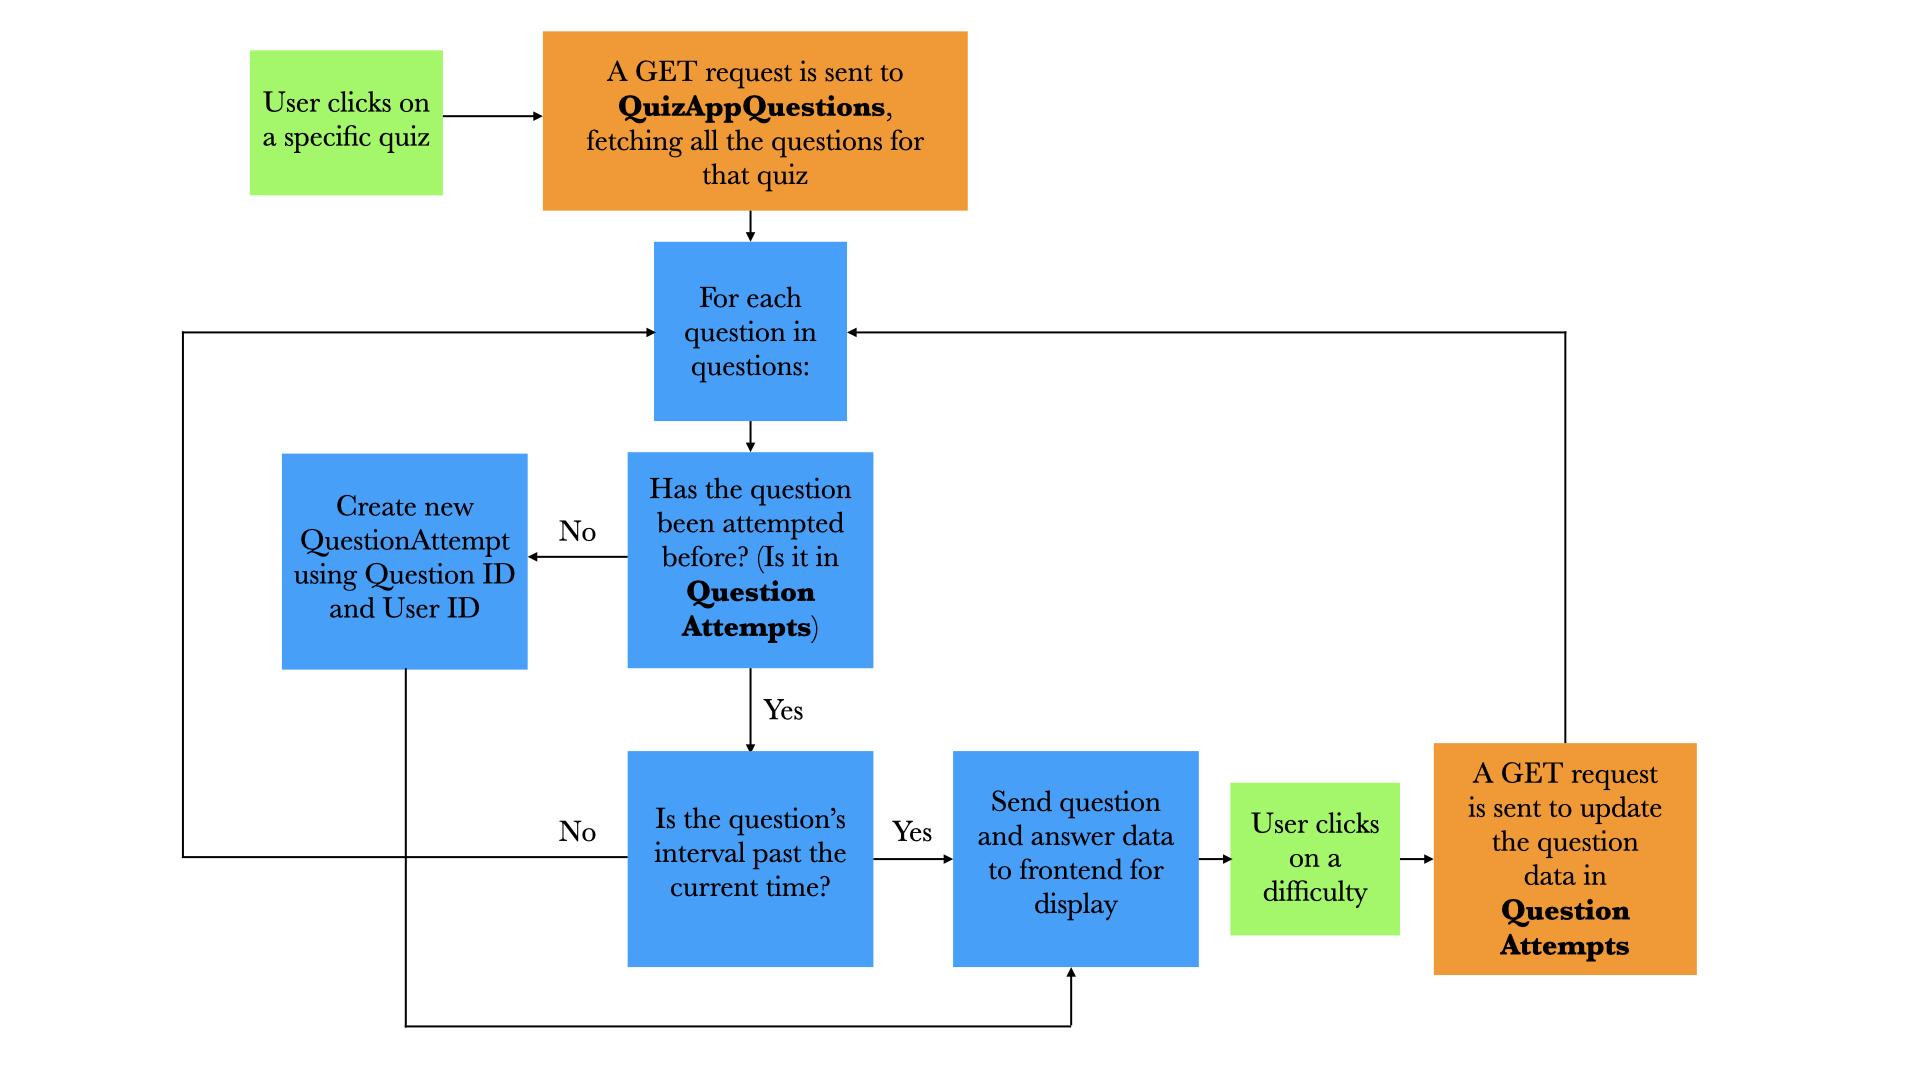 User clicks on
a specific quiz
A GET request is sent to
QuizAppQuestions,
fetching all the questions for
that quiz
For each
question in
questions:
Has the question
been attempted
before? (Is it in
Question
Attempts)
No
Create new
QuestionAttempt
using Question ID
and User ID
Yes
Is the question’s
interval past the
current time?
No
Yes
Send question
and answer data
to frontend for
display
User clicks
on a
difficulty
A GET request
is sent to update
the question
data in
Question
Attempts